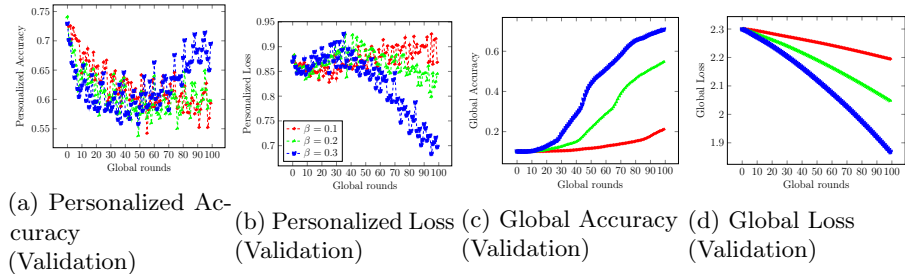 0.75
0.7
0.65
0.6
0.55
Personalized Accuracy
0 10 20 30 40 50 60 70 80 90 100
Global rounds
(a) Personalized Ac-
curacy
(Validation)
0.95
0.9
0.85
0.8
0.75
0.7
Personalized Loss
β = 0.1
β = 0.2
β = 0.3
0 10 20 30 40 50 60 70 80 90 100
Global rounds
(b) Personalized Loss
(Validation)
0.6
0.4
0.2
Global Accuracy
0 10 20 30 40 50 60 70 80 90 100
Global rounds
(c) Global Accuracy
(Validation)
2.3
2.2
2.1
2
1.9
Global Loss
0 10 20 30 40 50 60 70 80 90 100
Global rounds
(d) Global Loss
(Validation)